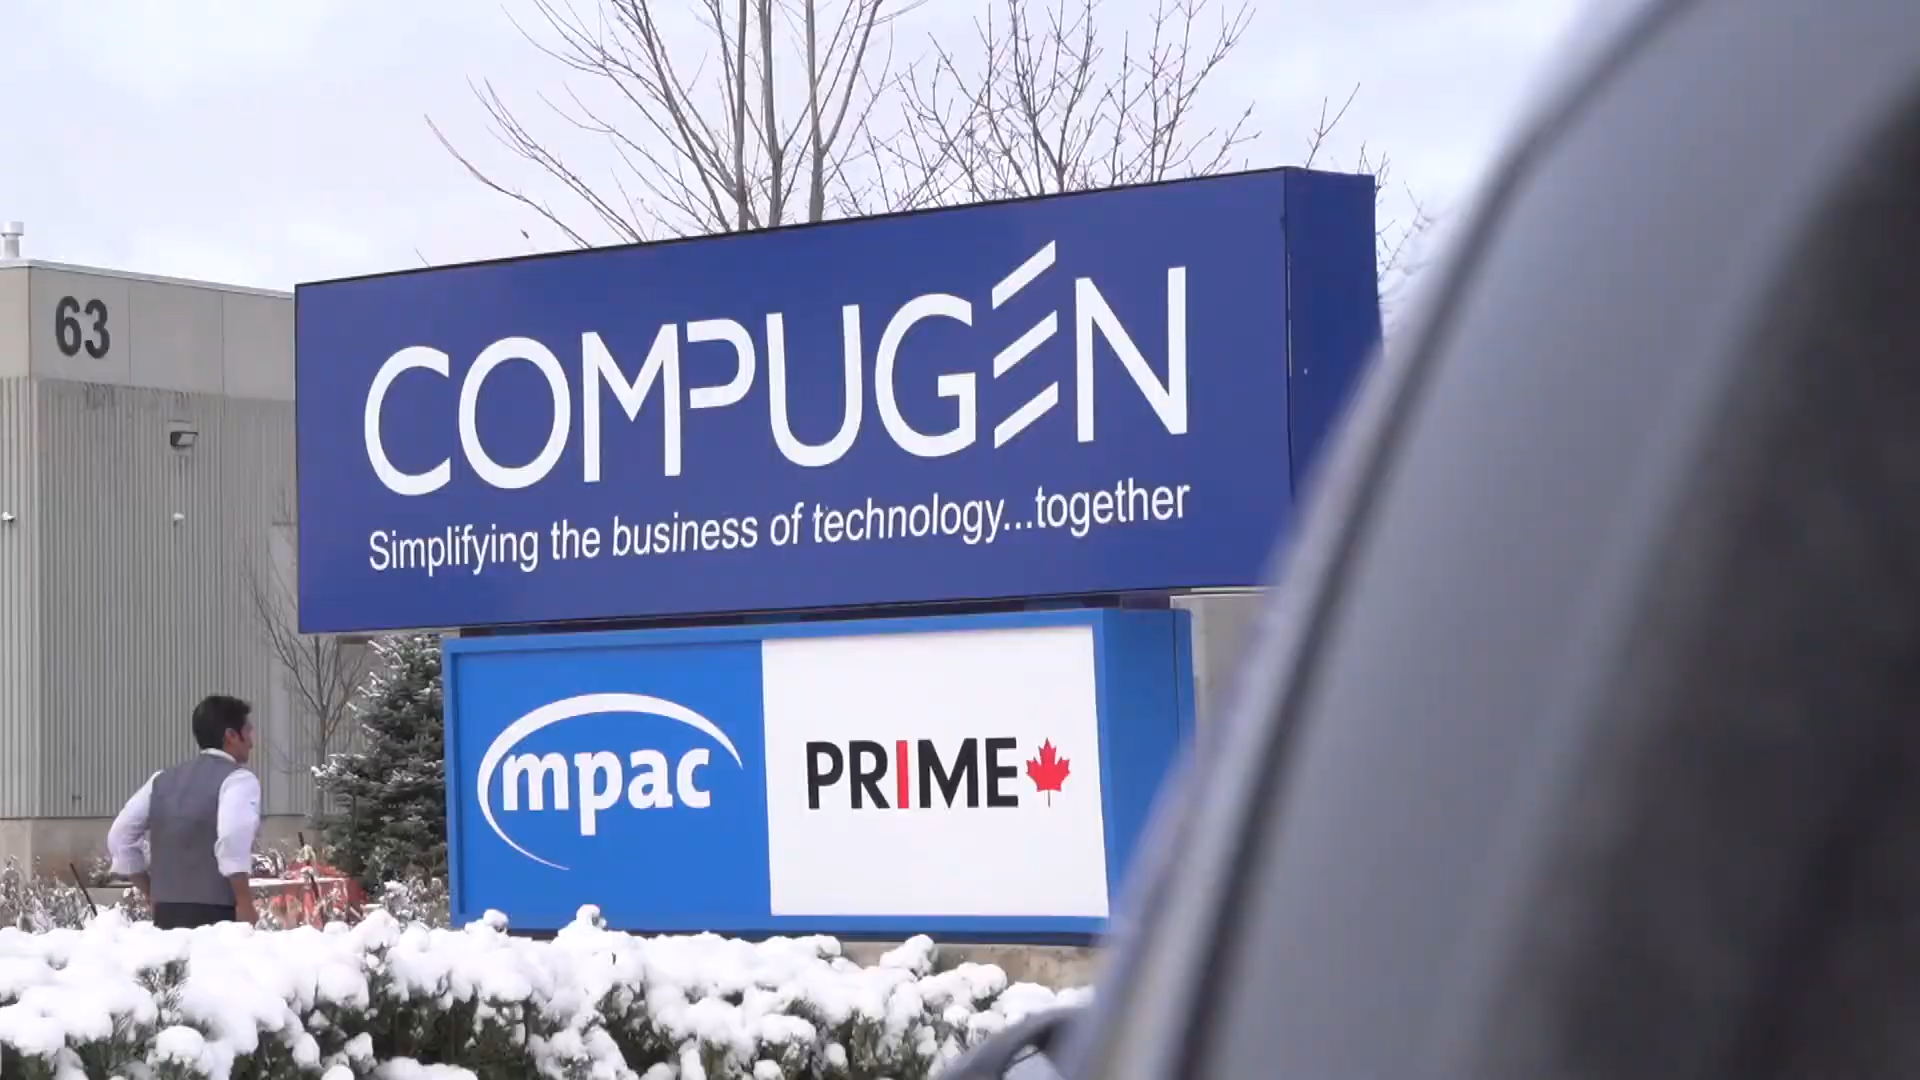 63
COMPUGEN
Simplifying the business of technology...together
mpac
PRIME